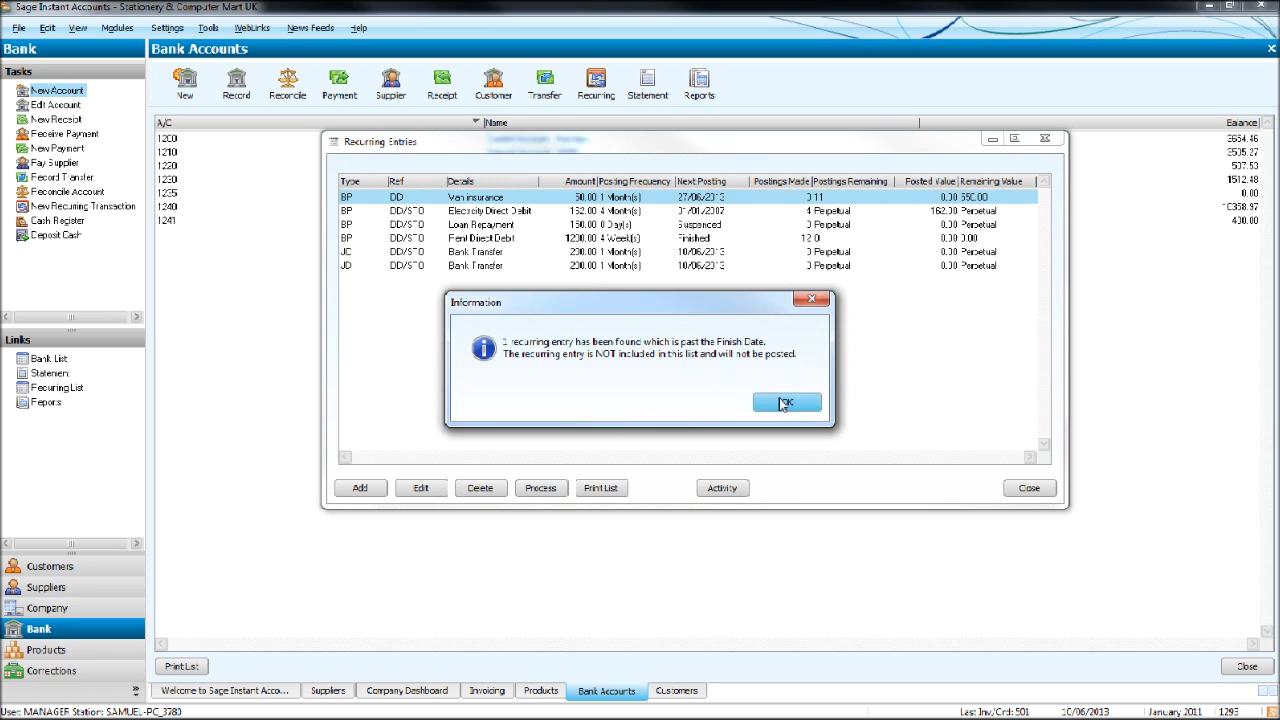 Sage Instant Accounts - Stationery & Computer Mart UK
File Edit View Modules Settings Tools WebLinks News Feeds Help
Bank
Bank Accounts
Tasks
New Account
Edit Account
New Receipt
Receive Payment
New Payment
Pay Supplier
Record Transfer
Reconcile Account
New Recurring Transaction
Cash Register
Deposit Cash
New Record Reconcile Payment Supplier Receipt Customer Transfer Recurring Statement Reports
A/C Name Balance
1200
1210
1220
1230
1235
1240
1241
1512.48
0.00
400.00
Recurring Entries
Type Ref Details Amount Posting Frequency Next Posting Postings Made Postings Remaining Posted Value Remaining Value
BP DD Van insurance 50.00 1 Month(s) 27/06/2013 0 11 0.00 550.00
BP DD/STO Electricity Direct Debit 162.00 1 Month(s) 01/01/2007 4 Perpetual 162.00 Perpetual
BP DD/STO Loan Repayment 0 Day(s) Suspended 0 Perpetual 0.00 Perpetual
BP DD/STO Rent Direct Debit 1200.00 4 Week(s) Finished 12 0 0.00 0.00
JC DD/STO Bank Transfer 200.00 1 Month(s) 10/06/2013 0 Perpetual 0.00 Perpetual
JD DD/STO Bank Transfer 200.00 1 Month(s) 10/06/2013 0 Perpetual 0.00 Perpetual
Information
1 recurring entry has been found which is past the Finish Date.
The recurring entry is NOT included in this list and will not be posted.
OK
Add Edit Delete Process Print List Activity Close
Links
Bank List
Statement
Recurring List
Reports
Customers
Suppliers
Company
Bank
Products
Corrections
Print List
Close
Welcome to Sage Instant Acco... Suppliers Company Dashboard Invoicing Products Bank Accounts Customers
User: MANAGER Station: SAMUEL-PC_3780
Last Inv/Crd: 501 10/06/2013 January 2011 1293